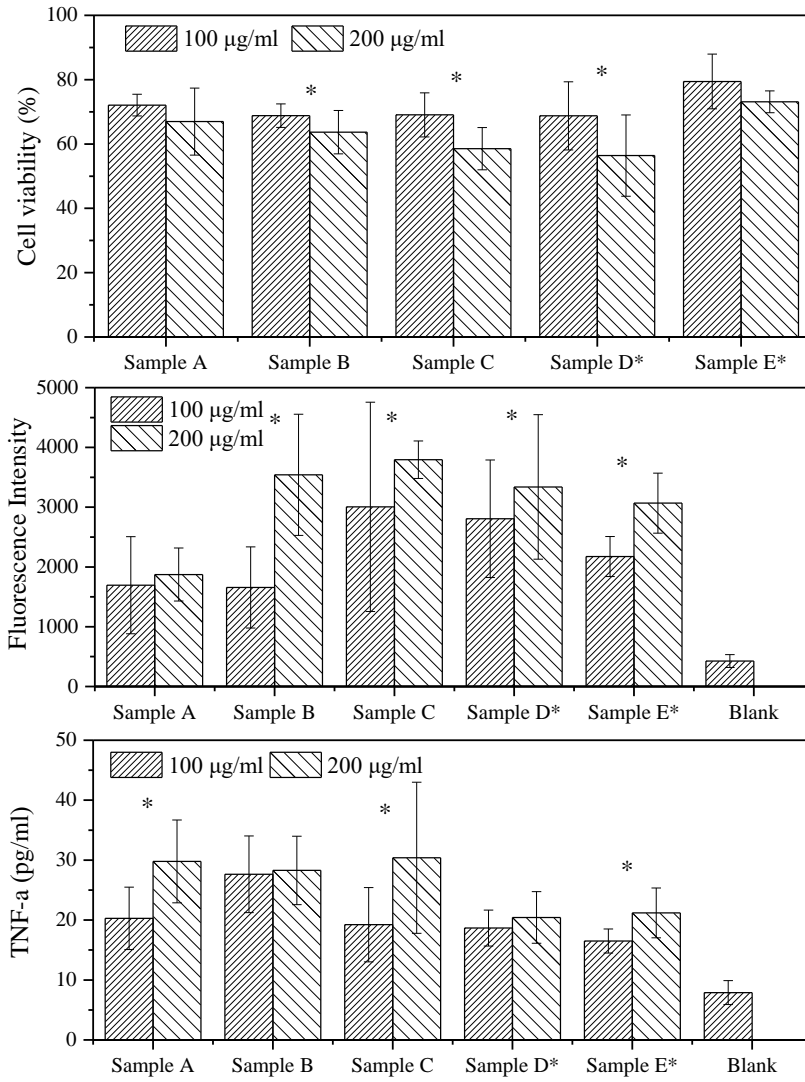 100
80
60
40
20
0
Cell viability (%)
100 μg/ml 200 μg/ml
* * *
Sample A Sample B Sample C Sample D* Sample E*
5000
4000
3000
2000
1000
0
Fluorescence Intensity
100 μg/ml
200 μg/ml
* * * *
Sample A Sample B Sample C Sample D* Sample E* Blank
50
40
30
20
10
0
TNF-a (pg/ml)
100 μg/ml 200 μg/ml
* * *
Sample A Sample B Sample C Sample D* Sample E* Blank